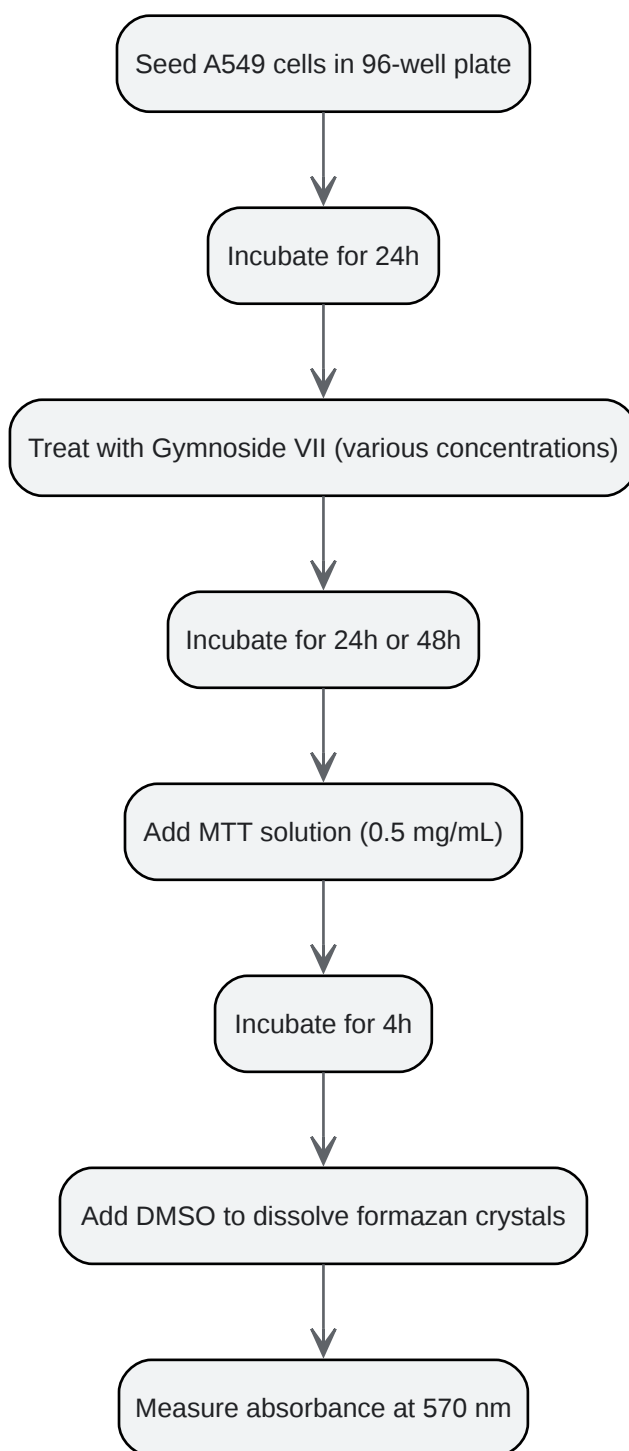 Seed A549 cells in 96-well plate
Incubate for 24h
Treat with Gymnoside VII (various concentrations)
Incubate for 24h or 48h
Add MTT solution (0.5 mg/mL)
Incubate for 4h
Add DMSO to dissolve formazan crystals
Measure absorbance at 570 nm